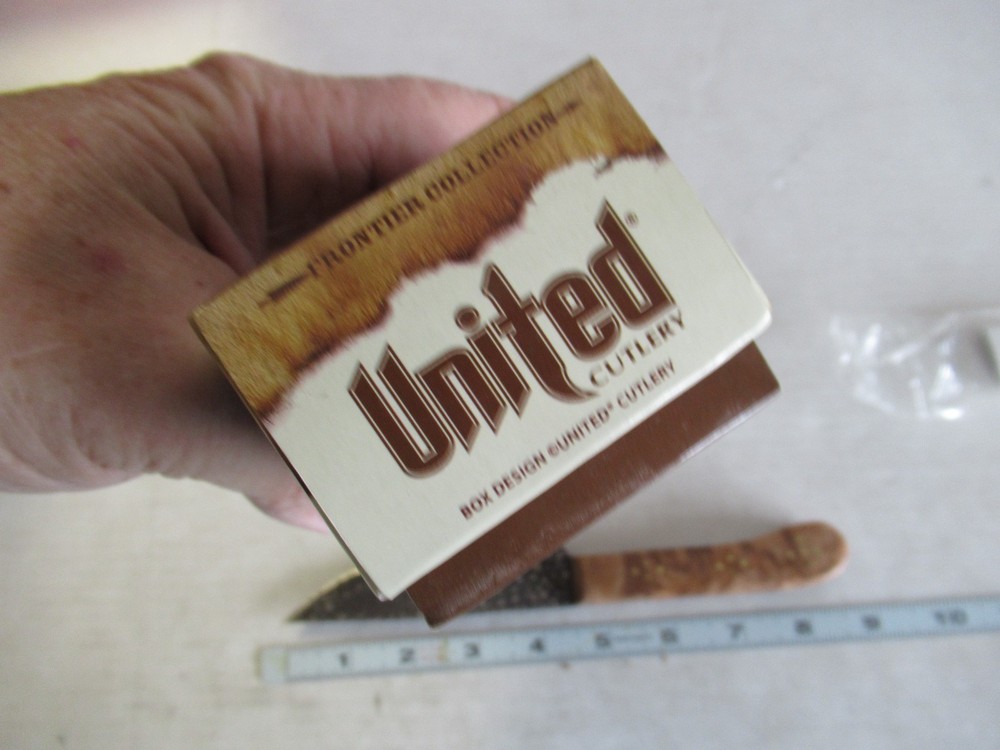 FRONTIER COLLECTION
United®
CUTLERY
BOX DESIGN ©UNITED® CUTLERY
1 2 3 4 5 6 7 8 9 10